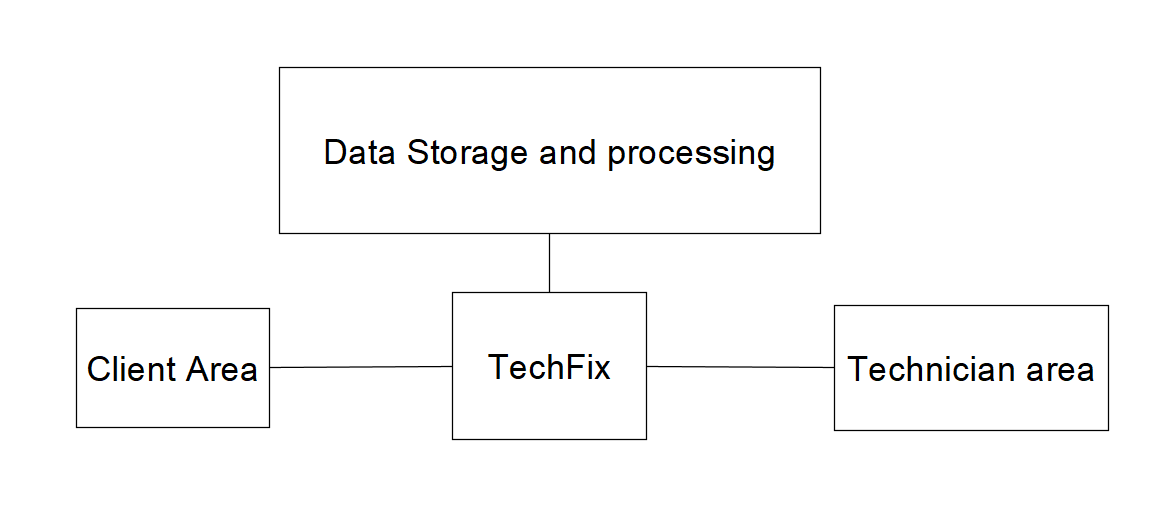 Data Storage and processing
Client Area
TechFix
Technician area